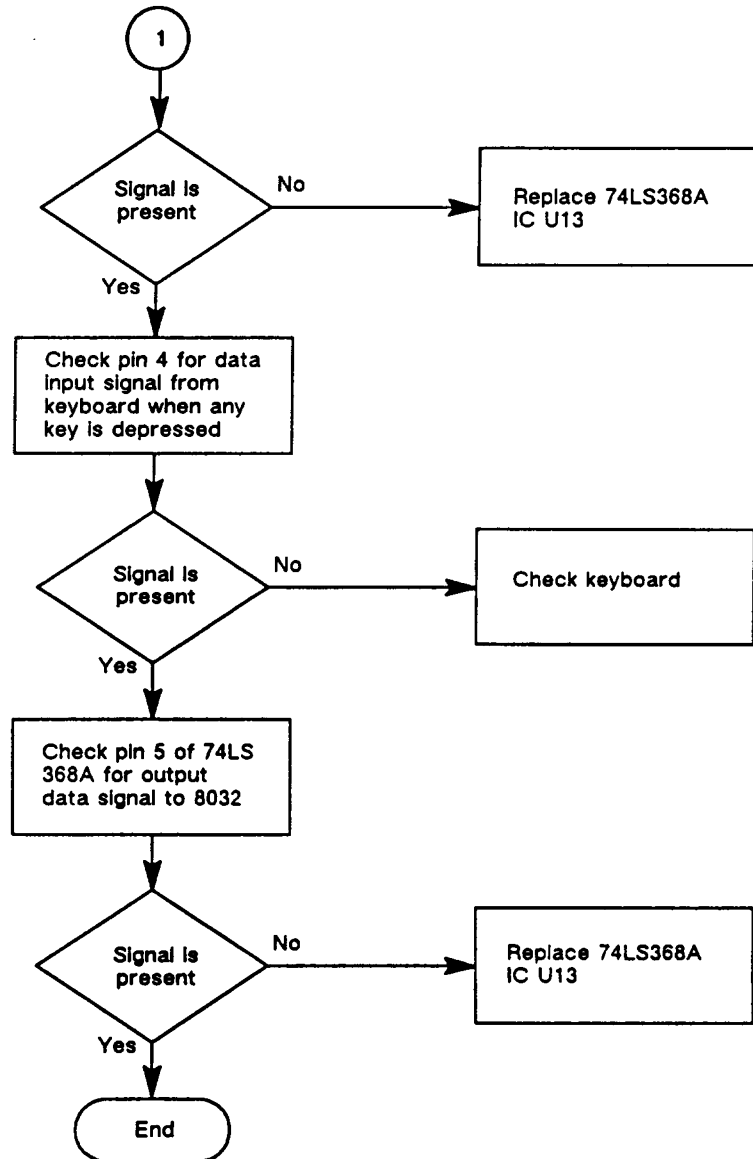 1
Signal is
present
No
Replace 74LS368A
IC U13
Yes
Check pin 4 for data
input signal from
keyboard when any
key is depressed
Signal is
present
No
Check keyboard
Yes
Check pin 5 of 74LS
368A for output
data signal to 8032
Signal is
present
No
Replace 74LS368A
IC U13
Yes
End